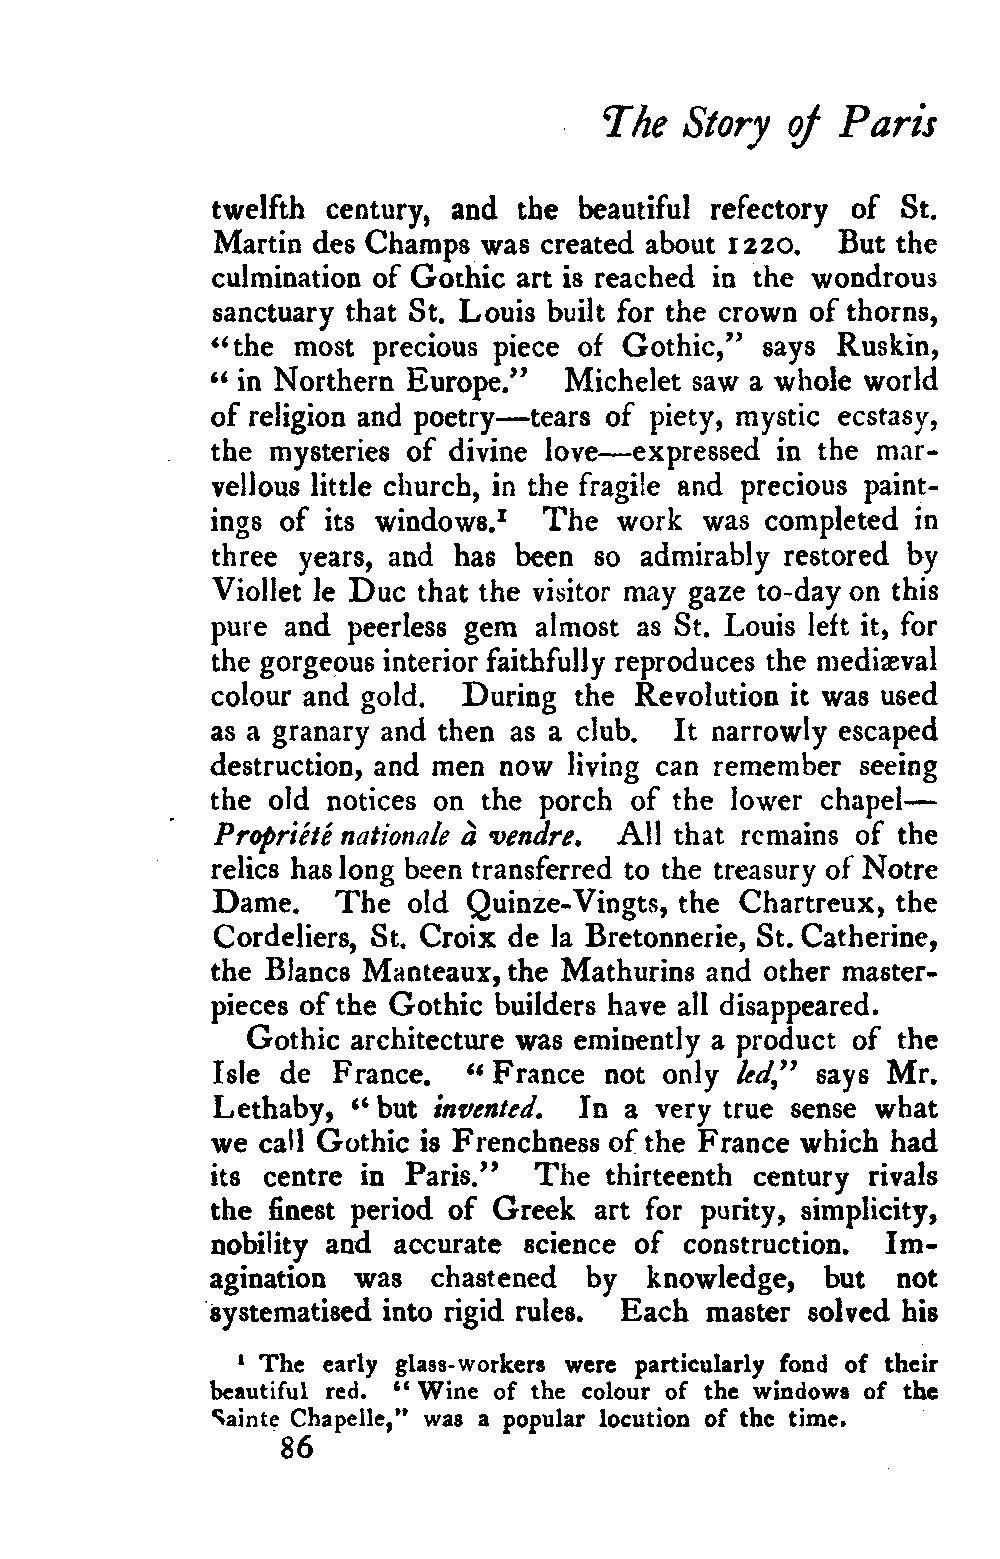 The Story of Paris
twelfth century, and the beautiful refectory of St.
Martin des Champs was created about 1220. But the
culmination of Gothic art is reached in the wondrous
sanctuary that St. Louis built for the crown of thorns,
“the most precious piece of Gothic,” says Ruskin,
“in Northern Europe.” Michelet saw a whole world
of religion and poetry—tears of piety, mystic ecstasy,
the mysteries of divine love—expressed in the mar-
vellous little church, in the fragile and precious paint-
ings of its windows.¹ The work was completed in
three years, and has been so admirably restored by
Viollet le Duc that the visitor may gaze to-day on this
pure and peerless gem almost as St. Louis left it, for
the gorgeous interior faithfully reproduces the mediæval
colour and gold. During the Revolution it was used
as a granary and then as a club. It narrowly escaped
destruction, and men now living can remember seeing
the old notices on the porch of the lower chapel—
Propriété nationale à vendre. All that remains of the
relics has long been transferred to the treasury of Notre
Dame. The old Quinze-Vingts, the Chartreux, the
Cordeliers, St. Croix de la Bretonnerie, St. Catherine,
the Blancs Manteaux, the Mathurins and other master-
pieces of the Gothic builders have all disappeared.
Gothic architecture was eminently a product of the
Isle de France. “France not only led,” says Mr.
Lethaby, “but invented. In a very true sense what
we call Gothic is Frenchness of the France which had
its centre in Paris.” The thirteenth century rivals
the finest period of Greek art for purity, simplicity,
nobility and accurate science of construction. Im-
agination was chastened by knowledge, but not
systematised into rigid rules. Each master solved his
¹ The early glass-workers were particularly fond of their
beautiful red. “Wine of the colour of the windows of the
Sainte Chapelle,” was a popular locution of the time.
86